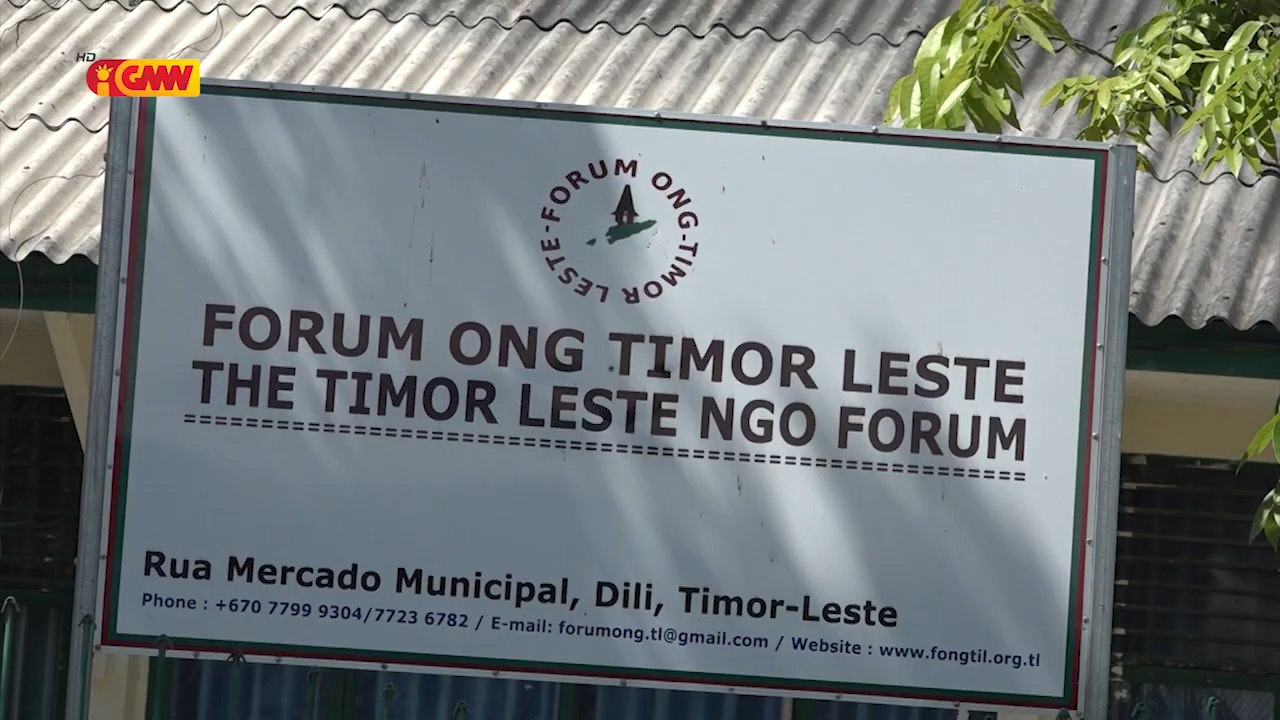 HD
GMN
FORUM ONG-TIMOR LESTE-
FORUM ONG TIMOR LESTE
THE TIMOR LESTE NGO FORUM
Rua Mercado Municipal, Dili, Timor-Leste
Phone : +670 7799 9304/7723 6782 / E-mail: forumong.tl@gmail.com / Website : www.fongtil.org.tl